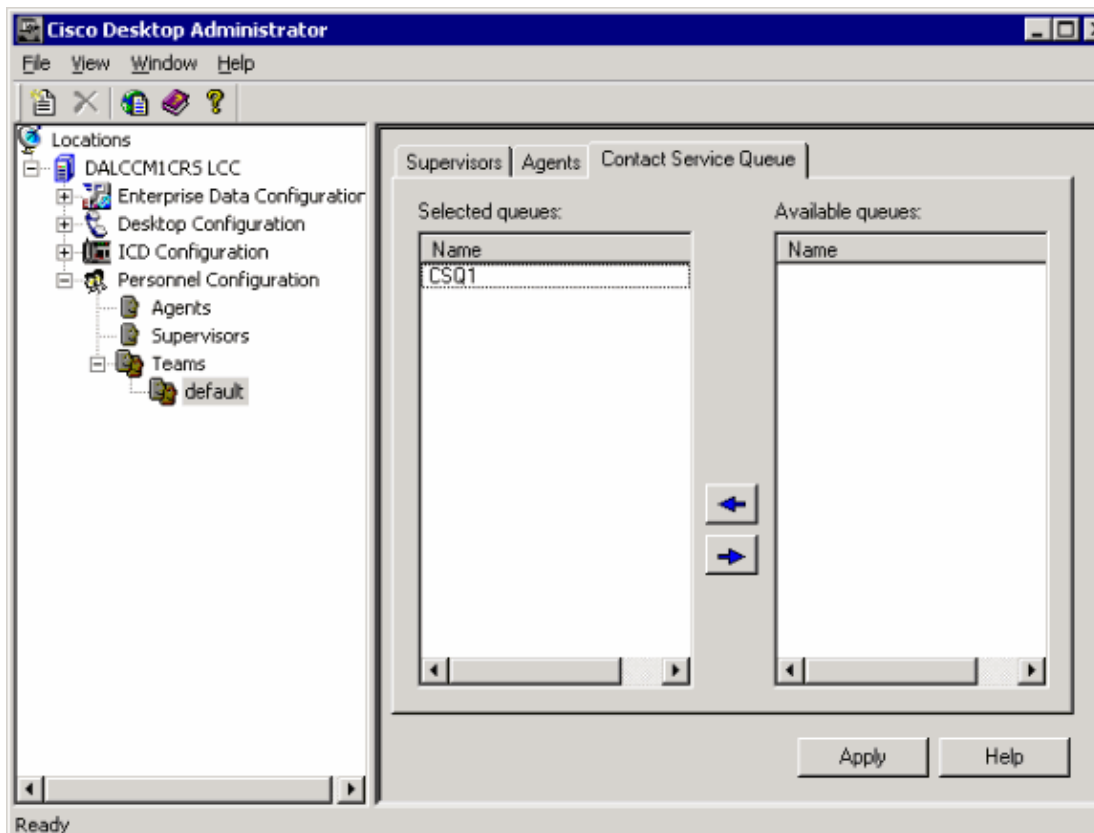 Cisco Desktop Administrator
File View Window Help
Locations
DALCCM1CRS LCC
Enterprise Data Configuration
Desktop Configuration
ICD Configuration
Personnel Configuration
Agents
Supervisors
Teams
default
Supervisors Agents Contact Service Queue
Selected queues: Available queues:
Name Name
CSQ1
Apply Help
Ready